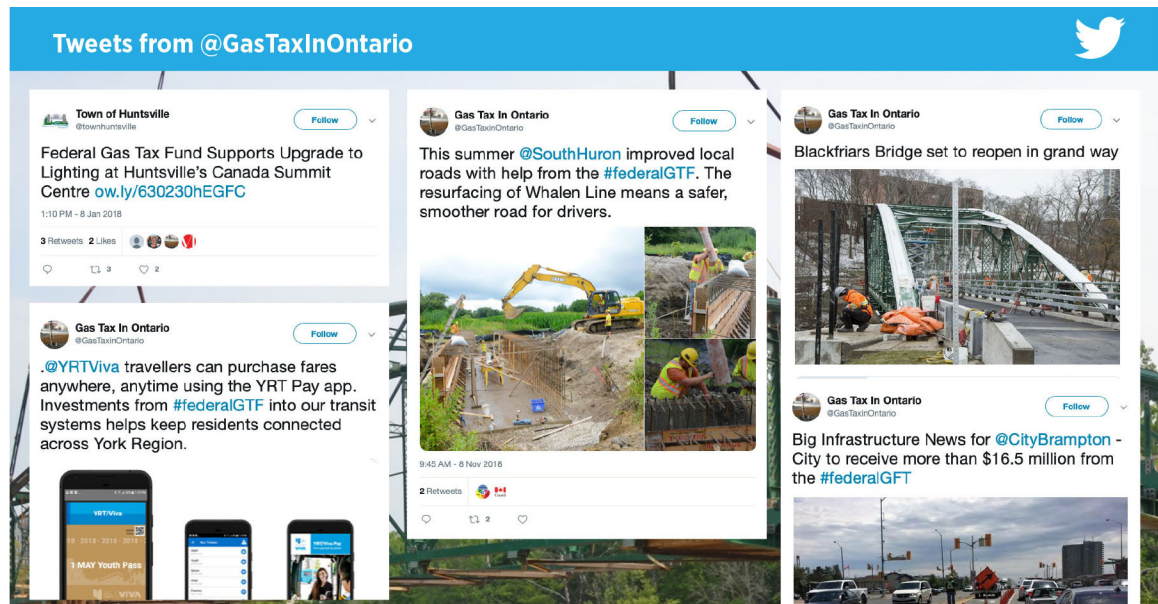 Tweets from @GasTaxInOntario
Town of Huntsville
@townhuntsville
Follow
Federal Gas Tax Fund Supports Upgrade to
Lighting at Huntsville's Canada Summit
Centre ow.ly/630230hEGFC
1:10 PM - 8 Jan 2018
3 Retweets 2 Likes
3 2
Gas Tax In Ontario
@GasTaxinOntario
Follow
.@YRTViva travellers can purchase fares
anywhere, anytime using the YRT Pay app.
Investments from #federalGTF into our transit
systems helps keep residents connected
across York Region.
YRT/Viva
2018 - 2018 - 2018
1 MAY Youth Pass
VIVA
Gas Tax In Ontario
@GasTaxinOntario
Follow
This summer @SouthHuron improved local
roads with help from the #federalGTF. The
resurfacing of Whalen Line means a safer,
smoother road for drivers.
9:45 AM - 8 Nov 2018
2 Retweets
2
Gas Tax In Ontario
@GasTaxinOntario
Follow
Blackfriars Bridge set to reopen in grand way
Gas Tax In Ontario
@GasTaxinOntario
Follow
Big Infrastructure News for @CityBrampton -
City to receive more than $16.5 million from
the #federalGFT